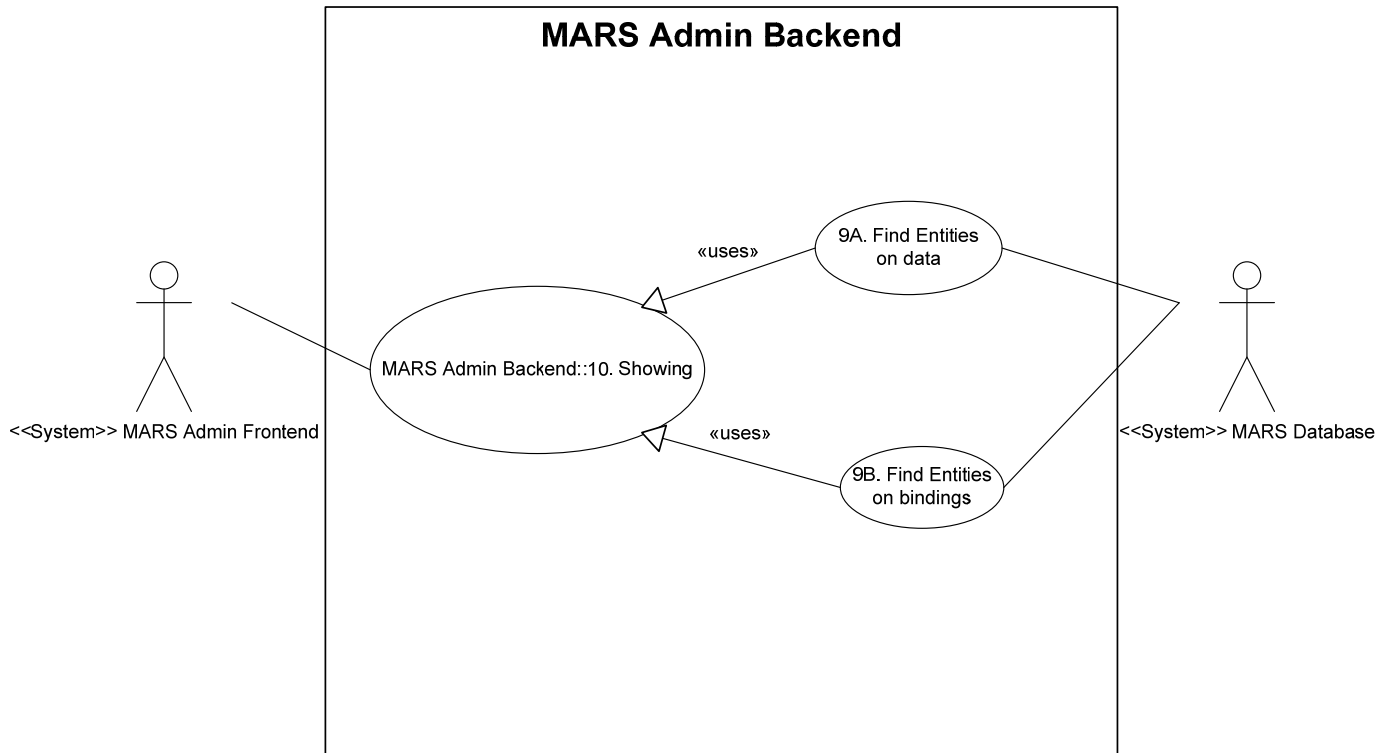 MARS Admin Backend
9A. Find Entities
on data
«uses»
MARS Admin Backend::10. Showing
<<System>> MARS Admin Frontend
«uses»
<<System>> MARS Database
9B. Find Entities
on bindings